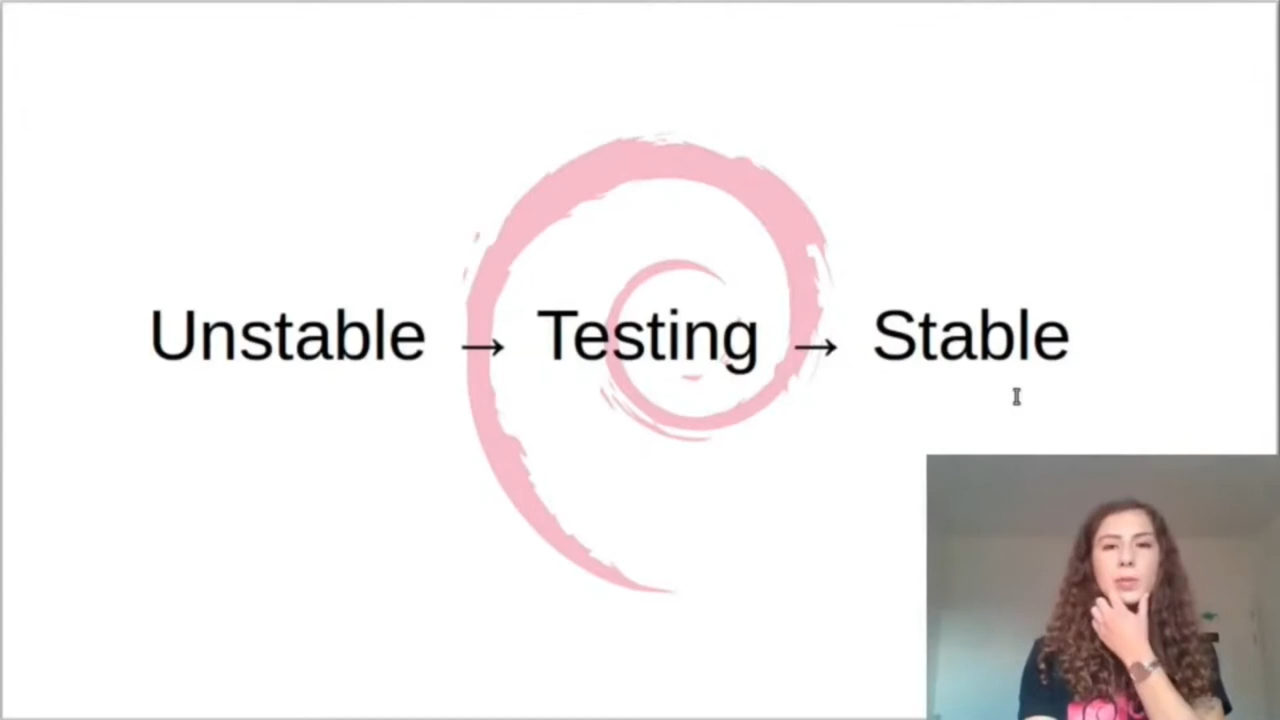 Unstable → Testing → Stable